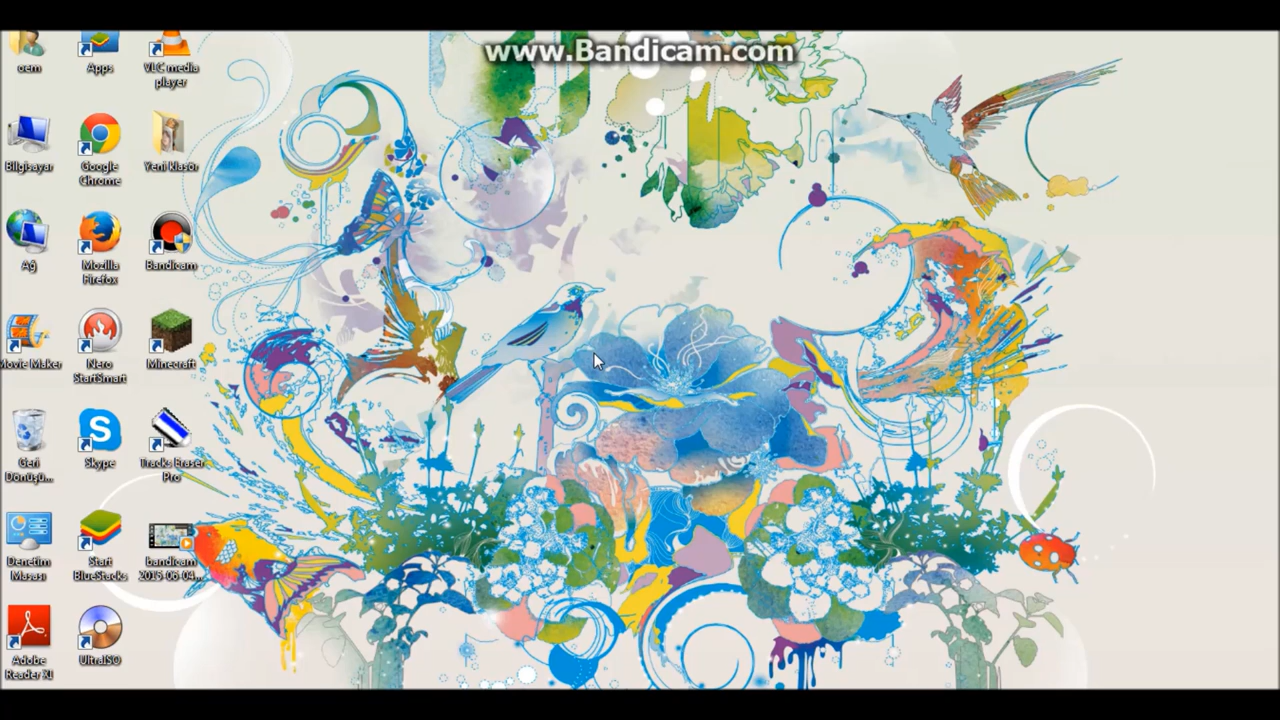 www.Bandicam.com
oem
Apps
VLC media
player
Bilgisayar
Google
Chrome
Yeni klasör
Ağ
Mozilla
Firefox
Bandicam
Movie Maker
Nero
StartSmart
Minecraft
Geri
Dönüşü...
Skype
Tracks Eraser
Pro
Denetim
Masası
Start
BlueStacks
bandicam
2015-06-04...
Adobe
Reader XI
UltraISO